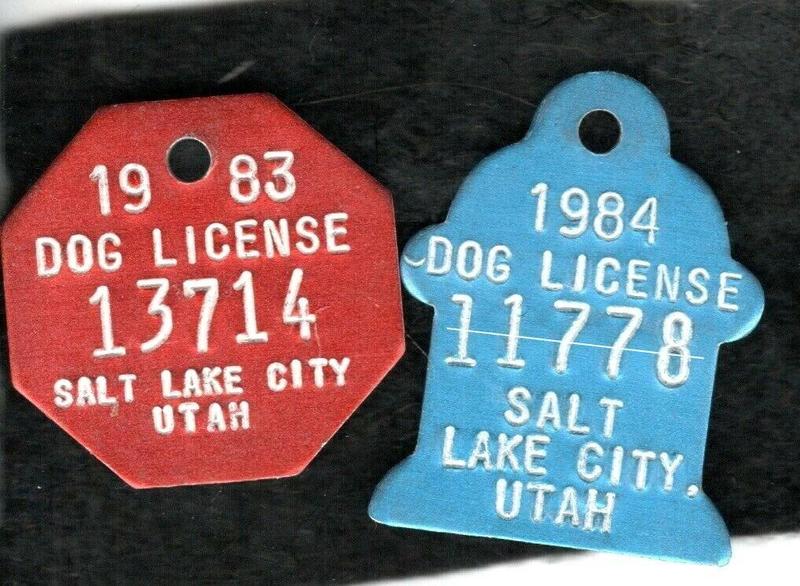 19 83
DOG LICENSE
13714
SALT LAKE CITY
UTAH
1984
DOG LICENSE
11778
SALT
LAKE CITY.
UTAH